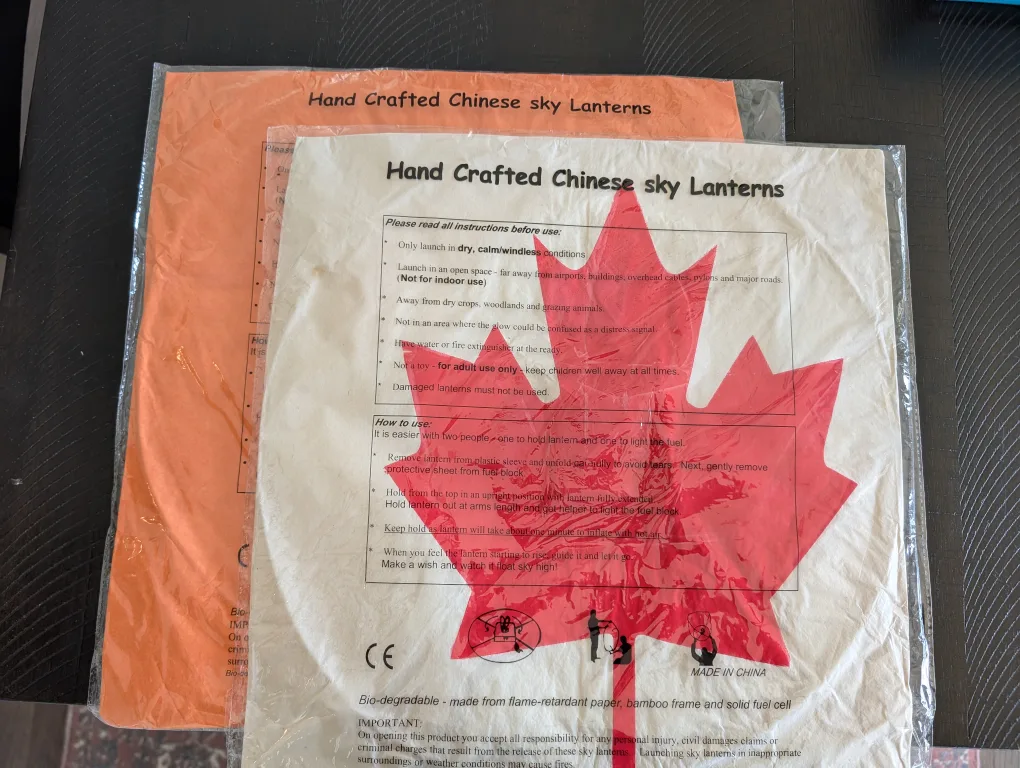 Hand Crafted Chinese sky Lanterns
Hand Crafted Chinese sky Lanterns
Please read all instructions before use:
Only launch in dry, calm/windless conditions
Launch in an open space - far away from airports, buildings, overhead cables, pylons and major roads.
(Not for indoor use)
Away from dry crops, woodlands and grazing animals.
Not in an area where the glow could be confused as a distress signal.
Have water or fire extinguisher at the ready.
Not a toy - for adult use only - keep children well away at all times.
Damaged lanterns must not be used.
How to use:
It is easier with two people - one to hold lantern and one to light the fuel.
Remove lantern from plastic sleeve and unfold carefully to avoid tears. Next, gently remove
protective sheet from fuel block
Hold from the top in an upright position with lantern fully extended.
Hold lantern out at arms length and get helper to light the fuel block.
Keep hold as lantern will take about one minute to inflate with hot air.
When you feel the lantern starting to rise, guide it and let it go.
Make a wish and watch it float sky high!
CE
MADE IN CHINA
Bio-degradable - made from flame-retardant paper, bamboo frame and solid fuel cell
IMPORTANT:
On opening this product you accept all responsibility for any personal injury, civil damages claims or
criminal charges that result from the release of these sky lanterns. Launching sky lanterns in inappropriate
surroundings or weather conditions may cause fires.
Please